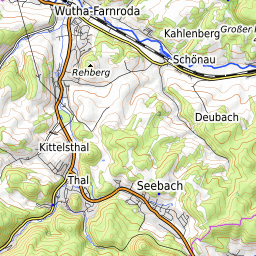 Wutha-Farnroda
Kahlenberg
Großer
Rehberg
Schönau
Deubach
Kittelsthal
Thal
Seebach